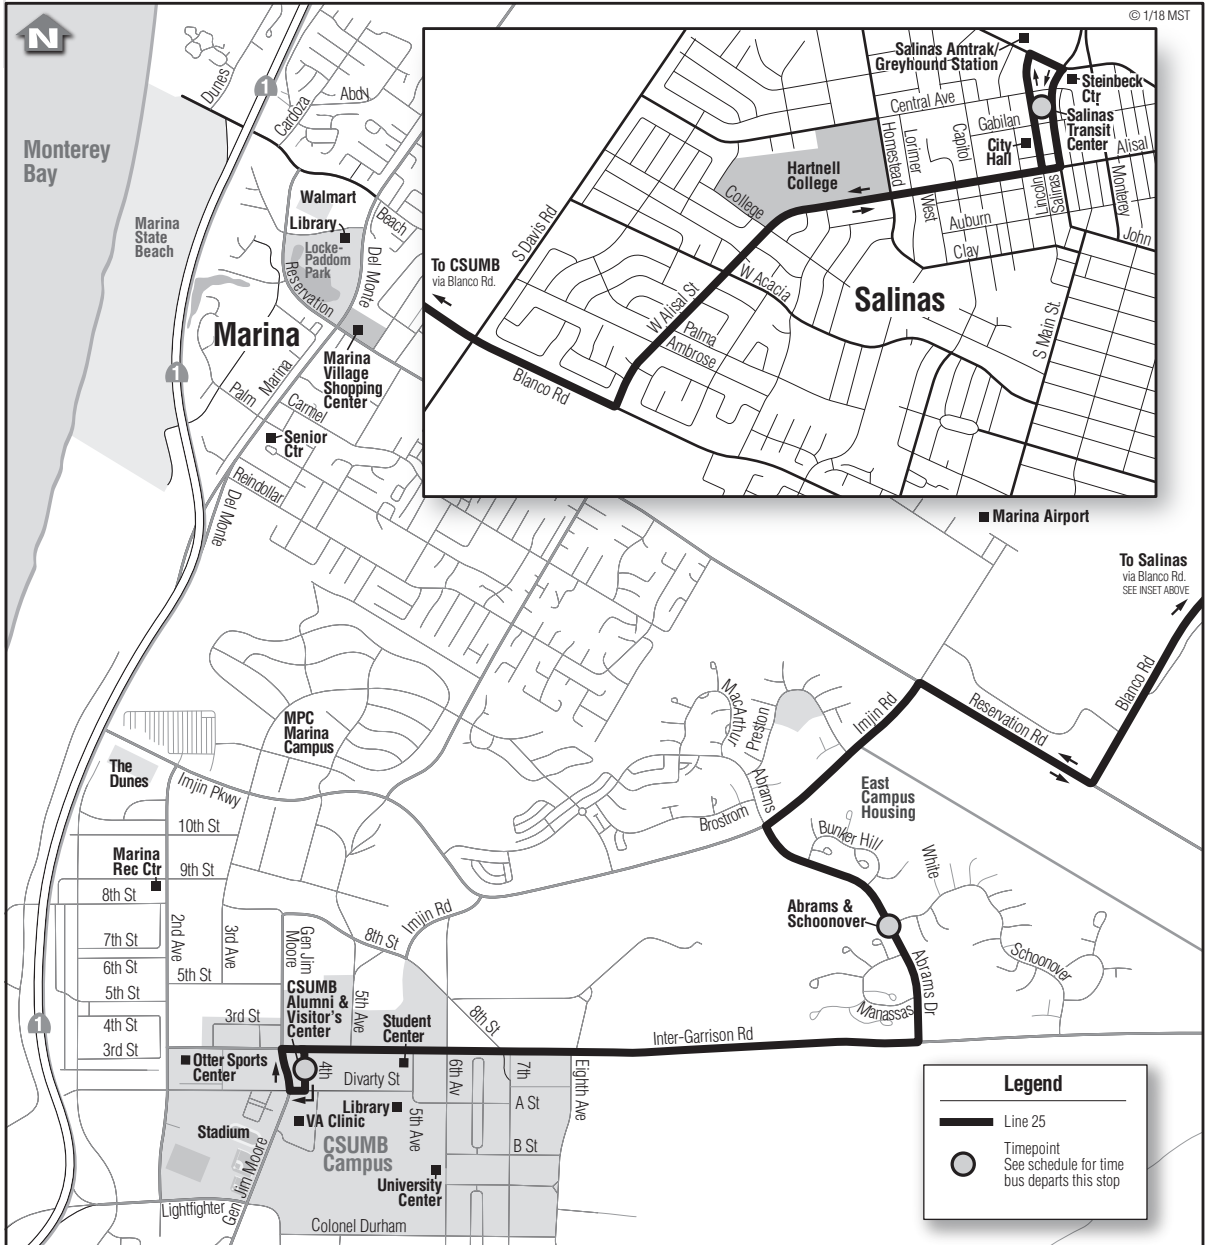 © 1/18 MST
N
Monterey
Bay
Marina
State
Beach
Dunes
1
Cardoza
Abdy
Walmart
Library
Beach
Locke-
Paddom
Park
Del Monte
Reservation
Marina
Marina
Village
Shopping
Center
1
Palm
Marina
Carmel
Senior
Ctr
Reindollar
Del Monte
Salinas Amtrak/
Greyhound Station
Steinbeck
Ctr
Salinas
Transit
Center
Central Ave
Gabilan
City
Hall
Alisal
Hartnell
College
College
Homestead
Lorimer
Capitol
West
Lincoln
Salinas
Monterey
John
Auburn
Clay
S Davis Rd
To CSUMB
via Blanco Rd.
W Acacia
W Alisal St
Salinas
Palma
Ambrose
S Main St.
Blanco Rd
Marina Airport
To Salinas
via Blanco Rd.
SEE INSET ABOVE
Blanco Rd
Reservation Rd
Imjin Rd
MacArthur
Preston
Abrams
Brostrom
MPC
Marina
Campus
The
Dunes
Imjin Pkwy
10th St
Marina
Rec Ctr
9th St
8th St
East
Campus
Housing
Bunker Hill
White
Abrams &
Schoonover
Schoonover
Abrams Dr
Manassas
Imjin Rd
8th St
2nd Ave
3rd Ave
Gen Jim
Moore
7th St
6th St
5th St
5th St
4th St
3rd St
1
CSUMB
Alumni &
Visitor's
Center
5th Ave
3rd St
Student
Center
8th St
Inter-Garrison Rd
Otter Sports
Center
4th
Divarty St
6th Av
7th
Eighth Ave
A St
Library
VA Clinic
5th Ave
Stadium
CSUMB
Campus
B St
University
Center
Gen Jim Moore
Lightfighter
Colonel Durham
Legend
Line 25
Timepoint
See schedule for time
bus departs this stop